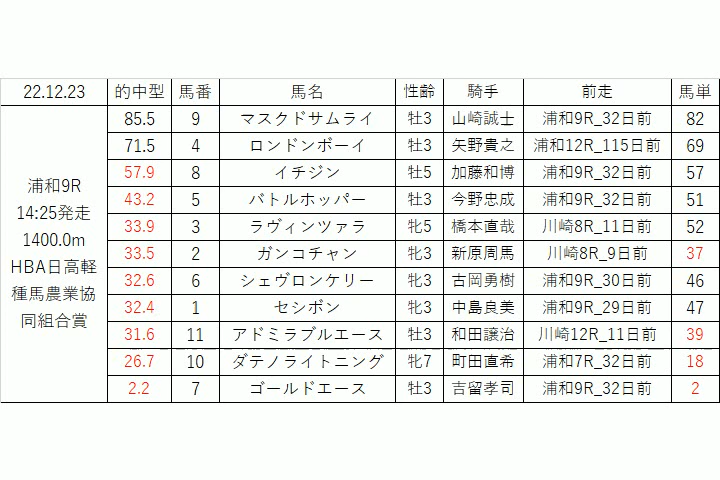 22.12.23 的中型 馬番 馬名 性齢 騎手 前走 馬単
浦和9R
14:25発走
1400.0m
HBA日高軽
種馬農業協
同組合賞
85.5 9 マスクドサムライ 牡3 山崎誠士 浦和9R_32日前 82
71.5 4 ロンドンボーイ 牡3 矢野貴之 浦和12R_115日前 69
57.9 8 イチジン 牡5 加藤和博 浦和9R_32日前 57
43.2 5 バトルホッパー 牡3 今野忠成 浦和9R_32日前 51
33.9 3 ラヴィンツァラ 牝5 橋本直哉 川崎8R_11日前 52
33.5 2 ガンコチャン 牝3 新原周馬 川崎8R_9日前 37
32.6 6 シェヴロンケリー 牝3 古岡勇樹 浦和9R_30日前 46
32.4 1 セシボン 牝3 中島良美 浦和9R_29日前 47
31.6 11 アドミラブルエース 牡3 和田譲治 川崎12R_11日前 39
26.7 10 ダテノライトニング 牝7 町田直希 浦和7R_32日前 18
2.2 7 ゴールドエース 牡3 吉留孝司 浦和9R_32日前 2